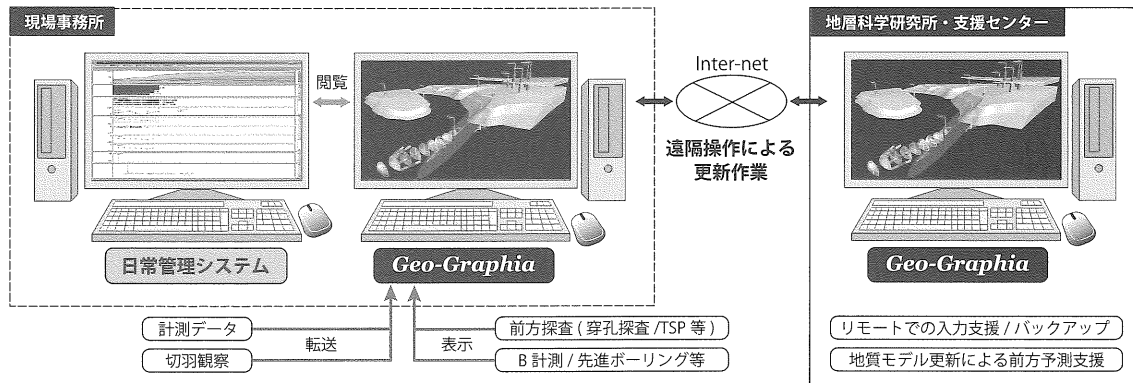 現場事務所
閲覧
日常管理システム
Geo-Graphia
計測データ
切羽観察
転送
表示
前方探査 ( 穿孔探査 /TSP 等 )
B 計測 / 先進ボーリング等
Inter-net
遠隔操作による
更新作業
地層科学研究所・支援センター
Geo-Graphia
リモートでの入力支援 / バックアップ
地質モデル更新による前方予測支援